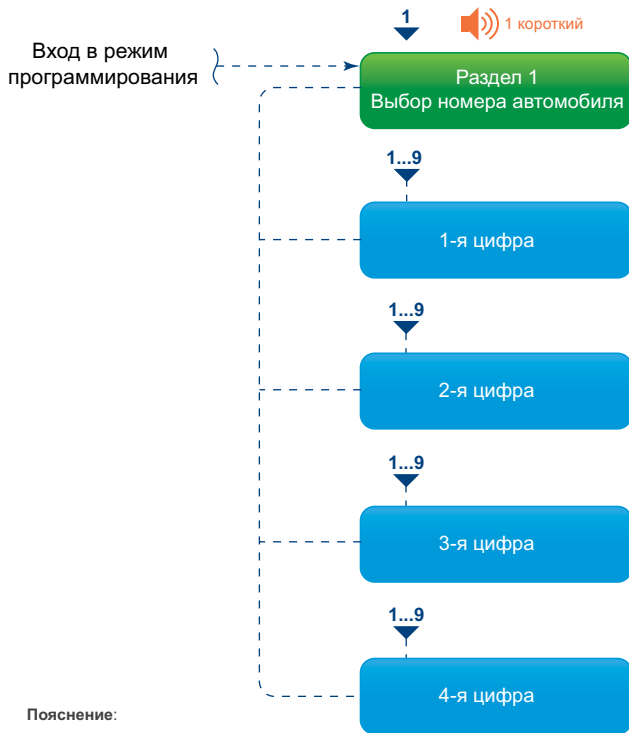 1
1 короткий
Вход в режим
программирования
Раздел 1
Выбор номера автомобиля
1...9
1-я цифра
1...9
2-я цифра
1...9
3-я цифра
1...9
4-я цифра
Пояснение: